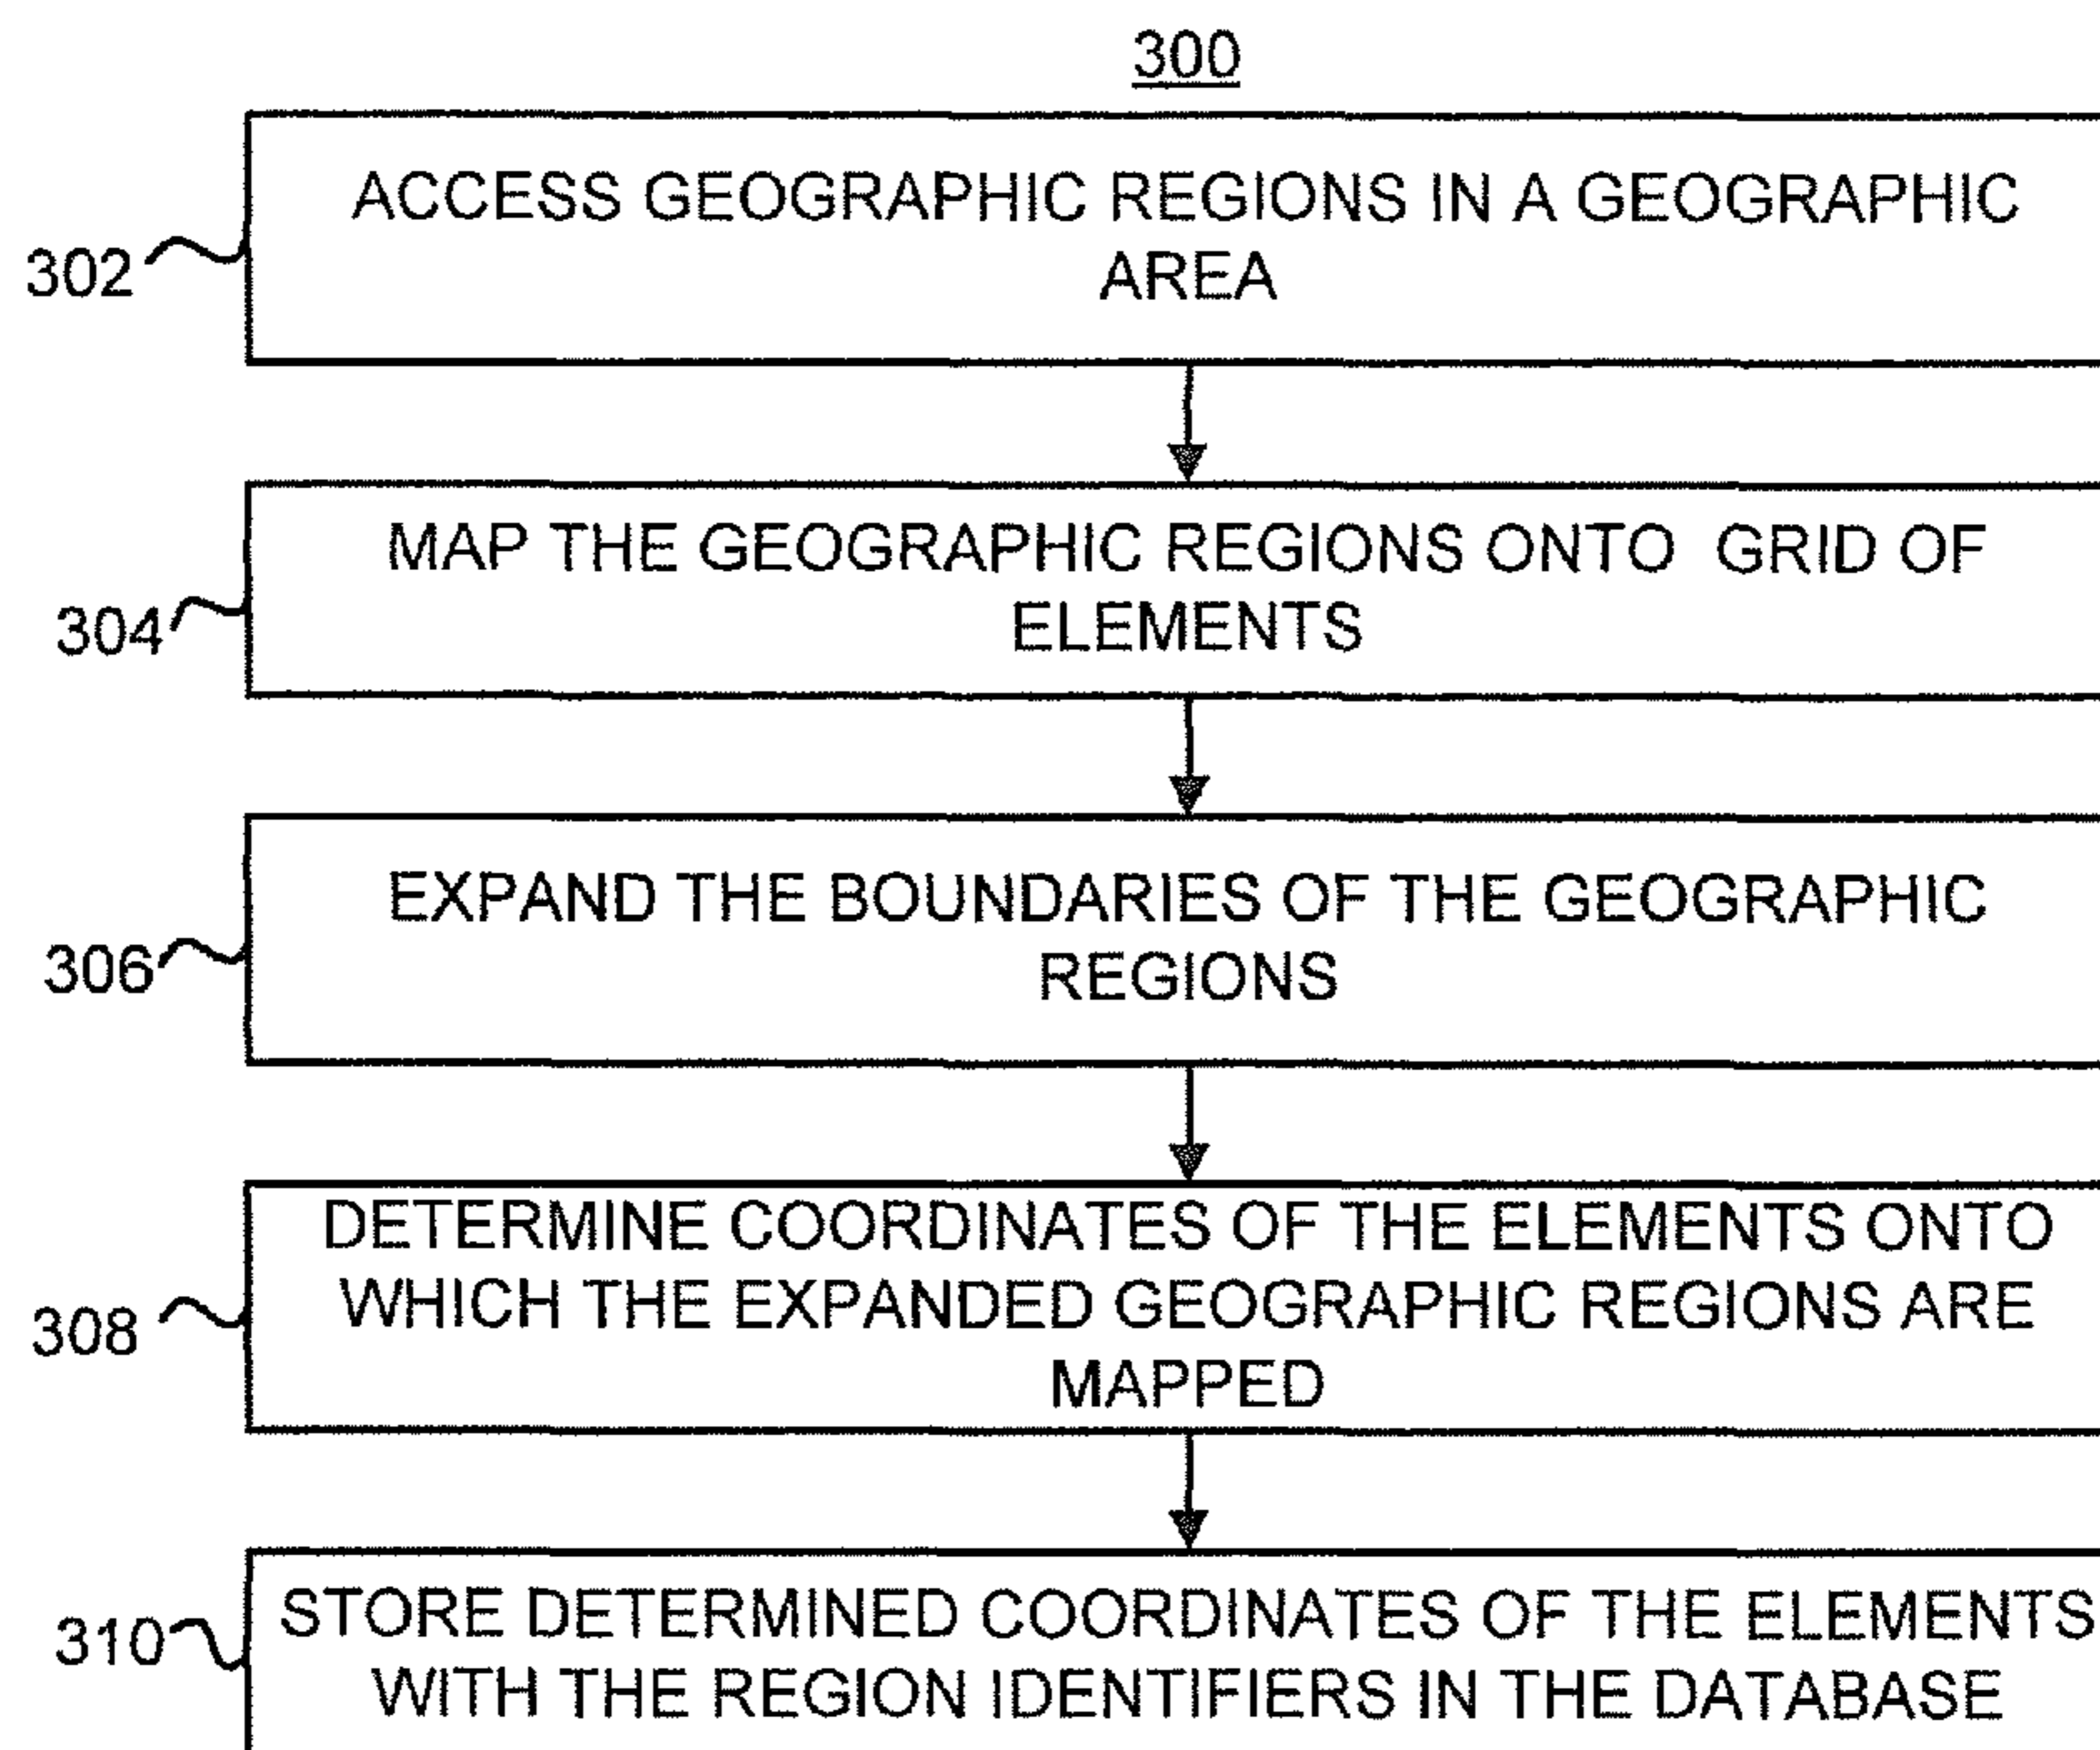 300
ACCESS GEOGRAPHIC REGIONS IN A GEOGRAPHIC
AREA
302
MAP THE GEOGRAPHIC REGIONS ONTO GRID OF
ELEMENTS
304
EXPAND THE BOUNDARIES OF THE GEOGRAPHIC
REGIONS
306
DETERMINE COORDINATES OF THE ELEMENTS ONTO
WHICH THE EXPANDED GEOGRAPHIC REGIONS ARE
MAPPED
308
STORE DETERMINED COORDINATES OF THE ELEMENTS
WITH THE REGION IDENTIFIERS IN THE DATABASE
310